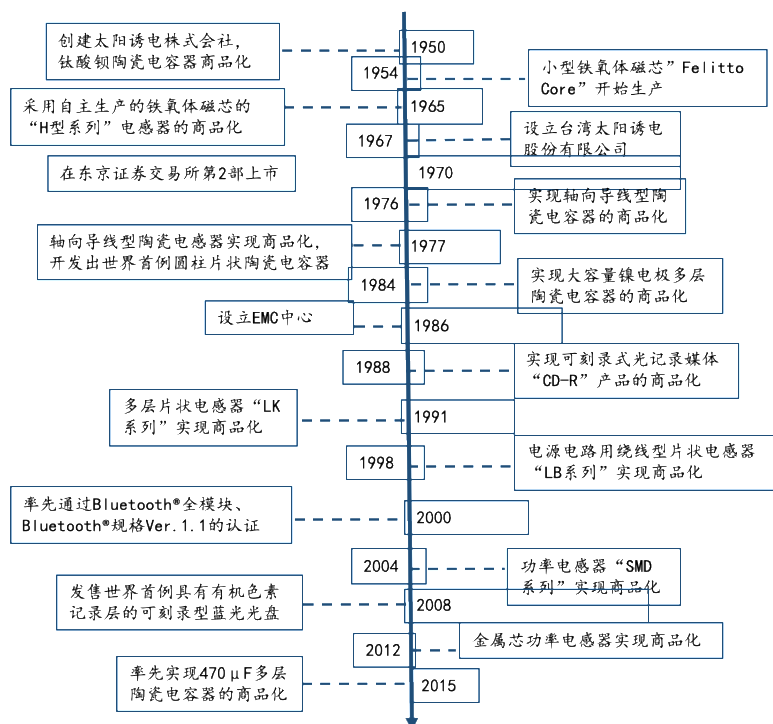 创建太阳诱电株式会社，
钛酸钡陶瓷电容器商品化
1950
1954
小型铁氧体磁芯”Felitto
Core”开始生产
采用自主生产的铁氧体磁芯的
“H型系列”电感器的商品化
1965
1967
设立台湾太阳诱电
股份有限公司
在东京证券交易所第2部上市
1970
1976
实现轴向导线型陶
瓷电容器的商品化
轴向导线型陶瓷电感器实现商品化，
开发出世界首例圆柱片状陶瓷电容器
1977
1984
实现大容量镍电极多层
陶瓷电容器的商品化
设立EMC中心
1986
1988
实现可刻录式光记录媒体
“CD-R”产品的商品化
多层片状电感器“LK
系列”实现商品化
1991
1998
电源电路用绕线型片状电感器
“LB系列”实现商品化
率先通过Bluetooth®全模块、
Bluetooth®规格Ver.1.1的认证
2000
2004
功率电感器“SMD
系列”实现商品化
发售世界首例具有有机色素
记录层的可刻录型蓝光光盘
2008
2012
金属芯功率电感器实现商品化
率先实现470μF多层
陶瓷电容器的商品化
2015